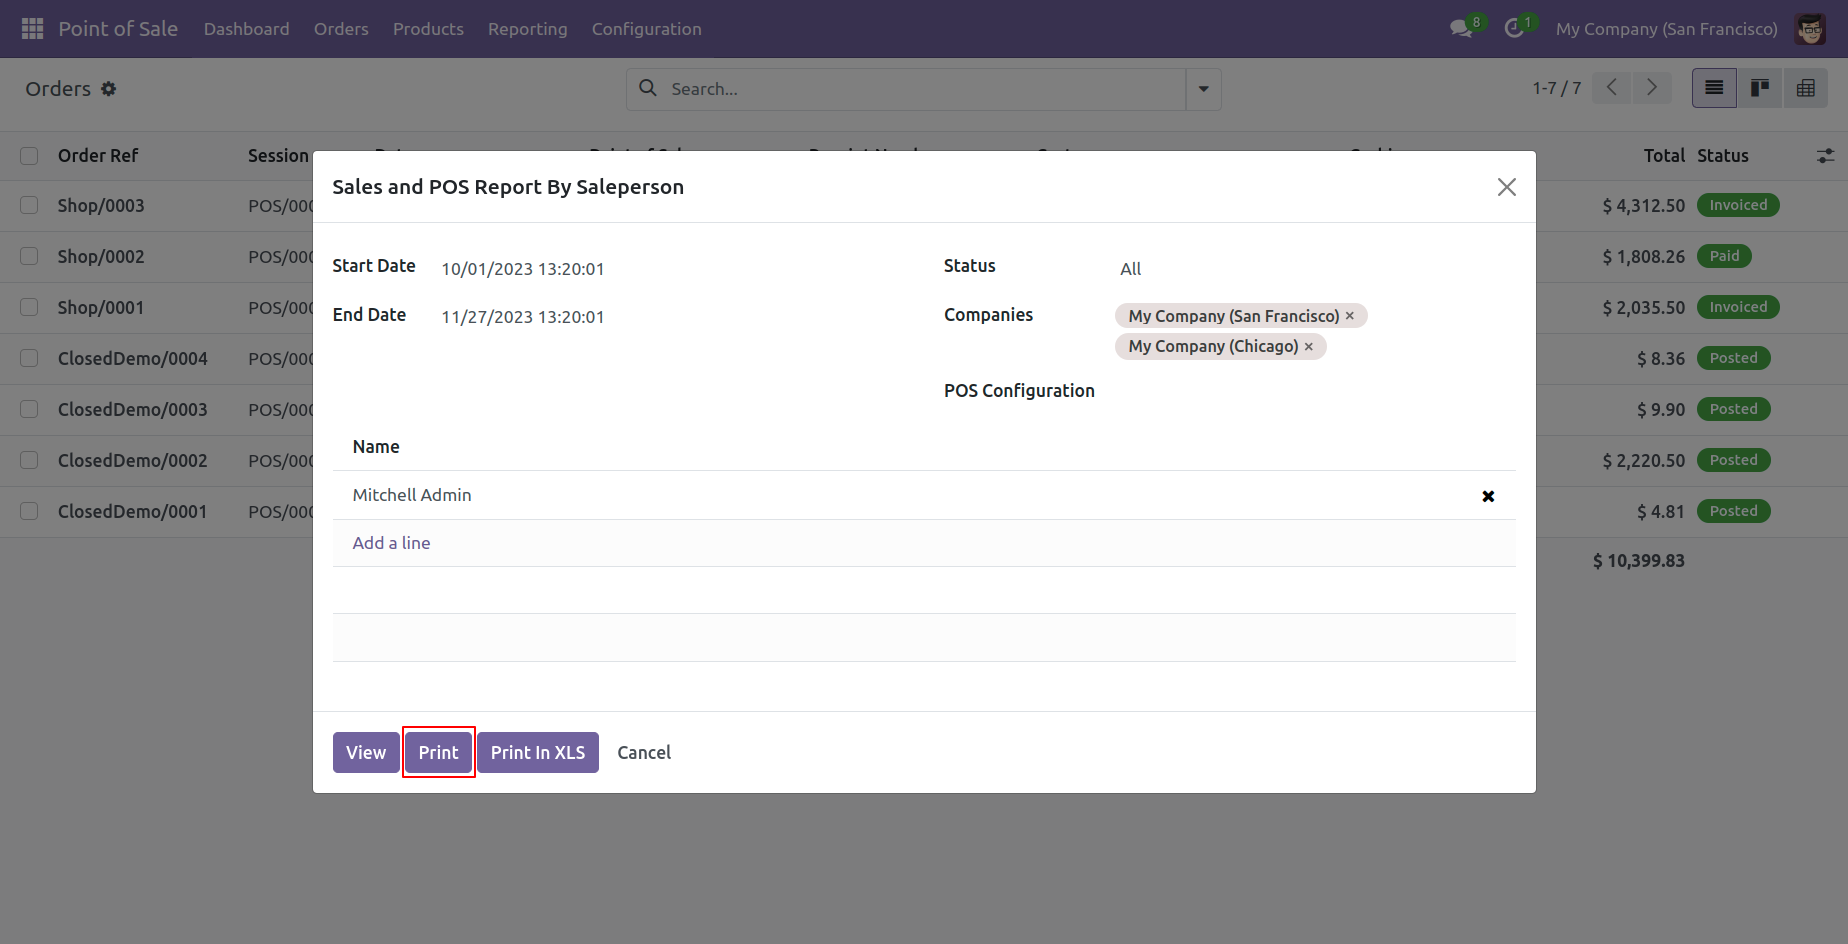 Point of Sale Dashboard Orders Products Reporting Configuration 8 1 My Company (San Francisco)
Orders Search... 1-7 / 7
Order Ref Session Total Status
Sales and POS Report By Saleperson
Shop/0003 POS/000 $ 4,312.50 Invoiced
Shop/0002 POS/000 $ 1,808.26 Paid
Start Date 10/01/2023 13:20:01 Status All
Shop/0001 POS/000 $ 2,035.50 Invoiced
End Date 11/27/2023 13:20:01 Companies My Company (San Francisco) ×
My Company (Chicago) ×
ClosedDemo/0004 POS/000 $ 8.36 Posted
POS Configuration
ClosedDemo/0003 POS/000 $ 9.90 Posted
Name
ClosedDemo/0002 POS/000 $ 2,220.50 Posted
Mitchell Admin
ClosedDemo/0001 POS/000 $ 4.81 Posted
Add a line
$ 10,399.83
View Print Print In XLS Cancel